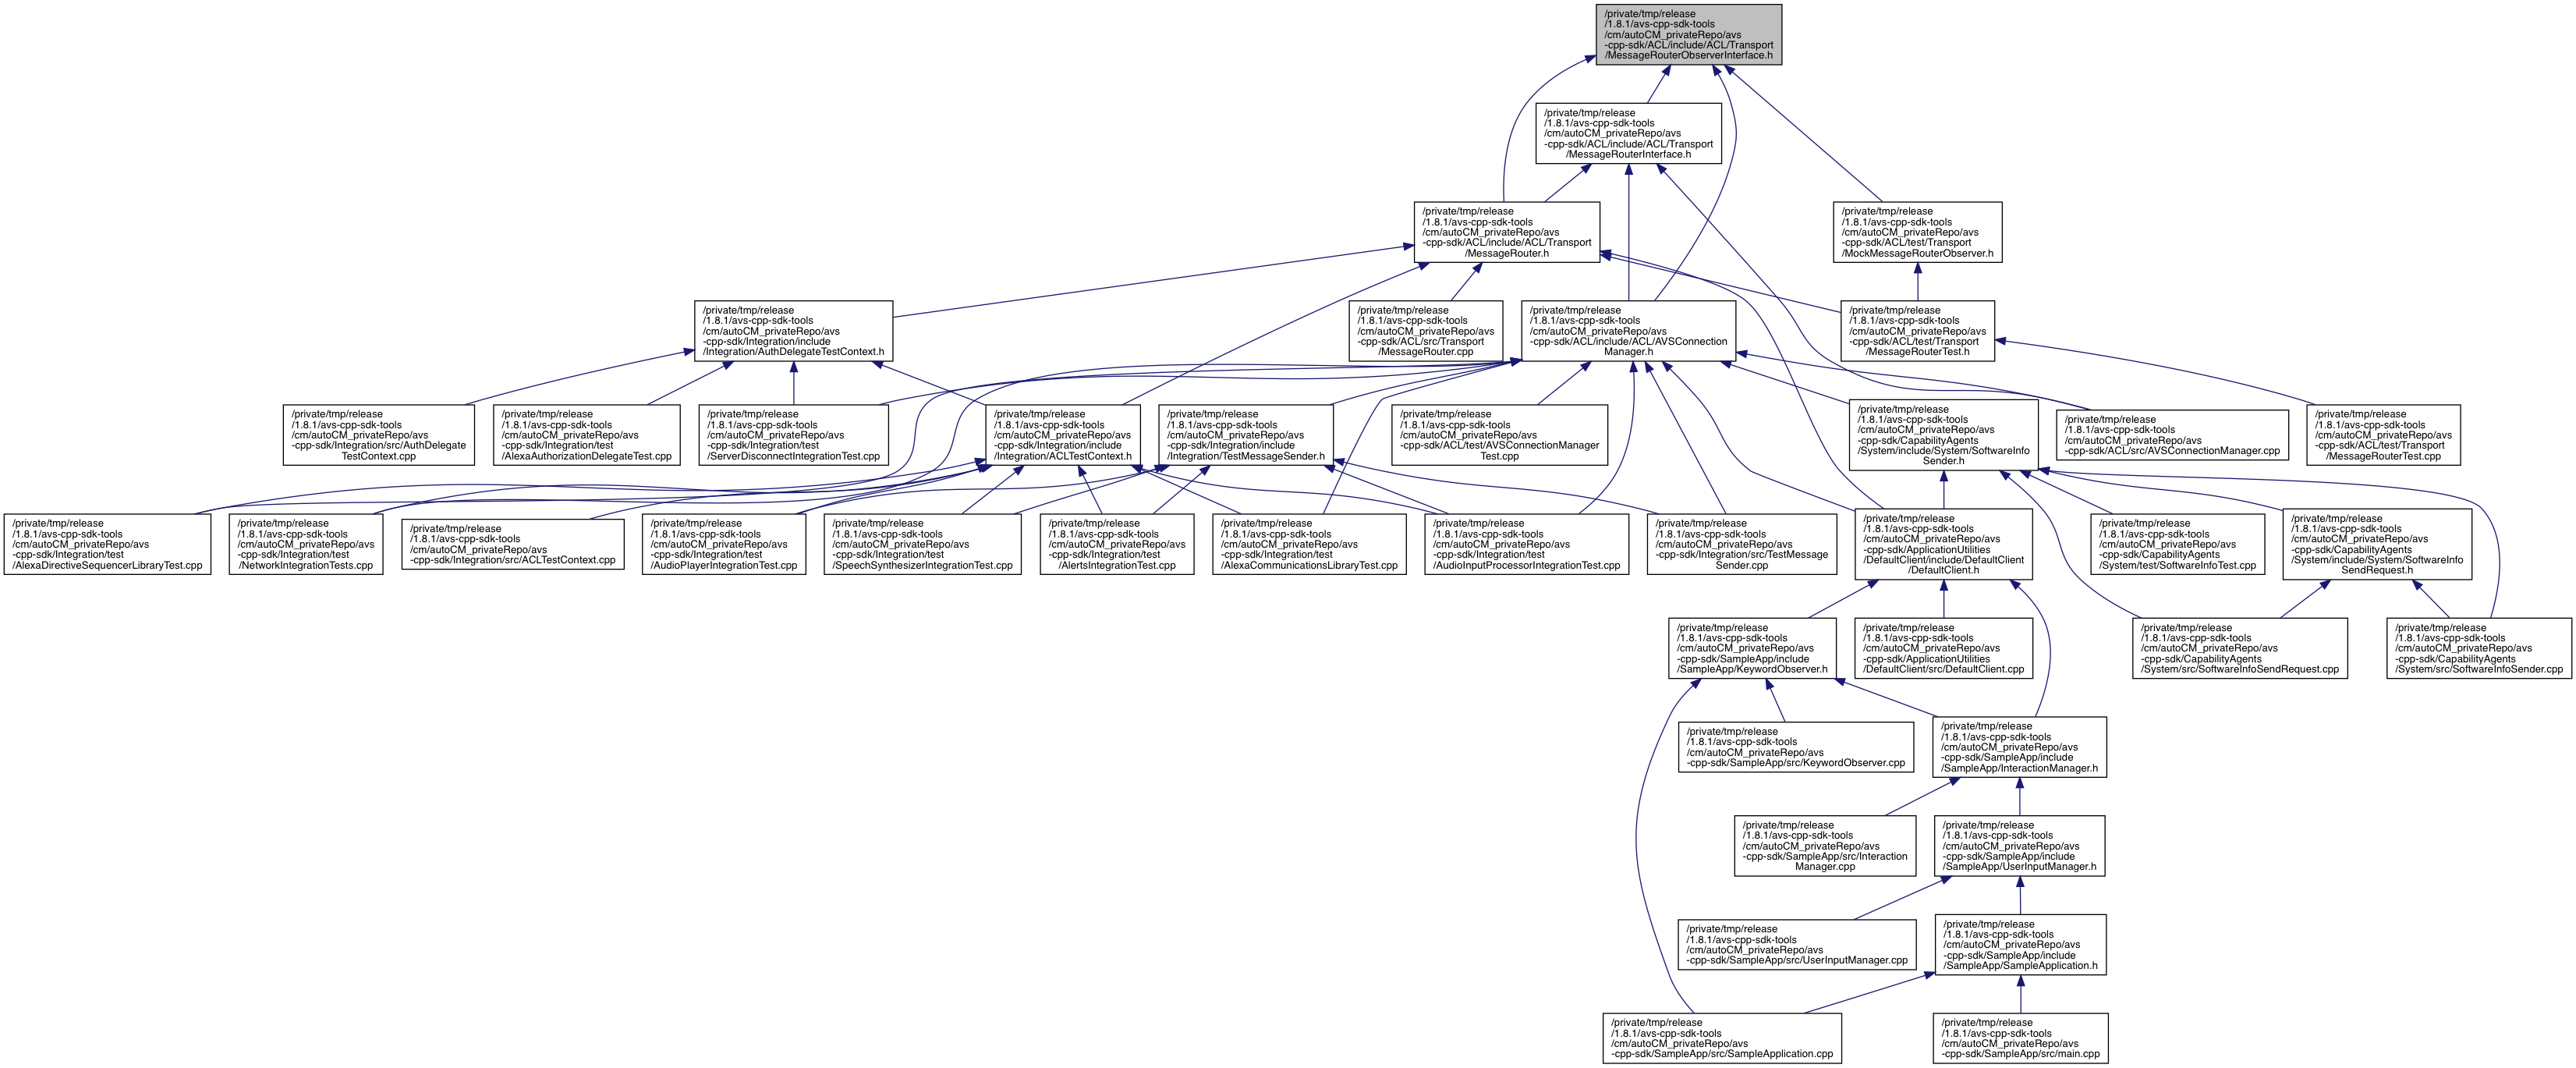 /private/tmp/release
/1.8.1/avs-cpp-sdk-tools
/cm/autoCM_privateRepo/avs
-cpp-sdk/ACL/include/ACL/Transport
/MessageRouterObserverInterface.h
/private/tmp/release
/1.8.1/avs-cpp-sdk-tools
/cm/autoCM_privateRepo/avs
-cpp-sdk/ACL/include/ACL/Transport
/MessageRouterInterface.h
/private/tmp/release
/1.8.1/avs-cpp-sdk-tools
/cm/autoCM_privateRepo/avs
-cpp-sdk/ACL/include/ACL/Transport
/MessageRouter.h
/private/tmp/release
/1.8.1/avs-cpp-sdk-tools
/cm/autoCM_privateRepo/avs
-cpp-sdk/ACL/test/Transport
/MockMessageRouterObserver.h
/private/tmp/release
/1.8.1/avs-cpp-sdk-tools
/cm/autoCM_privateRepo/avs
-cpp-sdk/Integration/include
/Integration/AuthDelegateTestContext.h
/private/tmp/release
/1.8.1/avs-cpp-sdk-tools
/cm/autoCM_privateRepo/avs
-cpp-sdk/ACL/src/Transport
/MessageRouter.cpp
/private/tmp/release
/1.8.1/avs-cpp-sdk-tools
/cm/autoCM_privateRepo/avs
-cpp-sdk/ACL/include/ACL/AVSConnection
Manager.h
/private/tmp/release
/1.8.1/avs-cpp-sdk-tools
/cm/autoCM_privateRepo/avs
-cpp-sdk/ACL/test/Transport
/MessageRouterTest.h
/private/tmp/release
/1.8.1/avs-cpp-sdk-tools
/cm/autoCM_privateRepo/avs
-cpp-sdk/Integration/src/AuthDelegate
TestContext.cpp
/private/tmp/release
/1.8.1/avs-cpp-sdk-tools
/cm/autoCM_privateRepo/avs
-cpp-sdk/Integration/test
/AlexaAuthorizationDelegateTest.cpp
/private/tmp/release
/1.8.1/avs-cpp-sdk-tools
/cm/autoCM_privateRepo/avs
-cpp-sdk/Integration/test
/ServerDisconnectIntegrationTest.cpp
/private/tmp/release
/1.8.1/avs-cpp-sdk-tools
/cm/autoCM_privateRepo/avs
-cpp-sdk/Integration/include
/Integration/ACLTestContext.h
/private/tmp/release
/1.8.1/avs-cpp-sdk-tools
/cm/autoCM_privateRepo/avs
-cpp-sdk/Integration/include
/Integration/TestMessageSender.h
/private/tmp/release
/1.8.1/avs-cpp-sdk-tools
/cm/autoCM_privateRepo/avs
-cpp-sdk/ACL/test/AVSConnectionManager
Test.cpp
/private/tmp/release
/1.8.1/avs-cpp-sdk-tools
/cm/autoCM_privateRepo/avs
-cpp-sdk/CapabilityAgents
/System/include/System/SoftwareInfo
Sender.h
/private/tmp/release
/1.8.1/avs-cpp-sdk-tools
/cm/autoCM_privateRepo/avs
-cpp-sdk/ACL/src/AVSConnectionManager.cpp
/private/tmp/release
/1.8.1/avs-cpp-sdk-tools
/cm/autoCM_privateRepo/avs
-cpp-sdk/ACL/test/Transport
/MessageRouterTest.cpp
/private/tmp/release
/1.8.1/avs-cpp-sdk-tools
/cm/autoCM_privateRepo/avs
-cpp-sdk/Integration/test
/AlexaDirectiveSequencerLibraryTest.cpp
/private/tmp/release
/1.8.1/avs-cpp-sdk-tools
/cm/autoCM_privateRepo/avs
-cpp-sdk/Integration/test
/NetworkIntegrationTests.cpp
/private/tmp/release
/1.8.1/avs-cpp-sdk-tools
/cm/autoCM_privateRepo/avs
-cpp-sdk/Integration/src/ACLTestContext.cpp
/private/tmp/release
/1.8.1/avs-cpp-sdk-tools
/cm/autoCM_privateRepo/avs
-cpp-sdk/Integration/test
/AudioPlayerIntegrationTest.cpp
/private/tmp/release
/1.8.1/avs-cpp-sdk-tools
/cm/autoCM_privateRepo/avs
-cpp-sdk/Integration/test
/SpeechSynthesizerIntegrationTest.cpp
/private/tmp/release
/1.8.1/avs-cpp-sdk-tools
/cm/autoCM_privateRepo/avs
-cpp-sdk/Integration/test
/AlertsIntegrationTest.cpp
/private/tmp/release
/1.8.1/avs-cpp-sdk-tools
/cm/autoCM_privateRepo/avs
-cpp-sdk/Integration/test
/AlexaCommunicationsLibraryTest.cpp
/private/tmp/release
/1.8.1/avs-cpp-sdk-tools
/cm/autoCM_privateRepo/avs
-cpp-sdk/Integration/test
/AudioInputProcessorIntegrationTest.cpp
/private/tmp/release
/1.8.1/avs-cpp-sdk-tools
/cm/autoCM_privateRepo/avs
-cpp-sdk/Integration/src/TestMessage
Sender.cpp
/private/tmp/release
/1.8.1/avs-cpp-sdk-tools
/cm/autoCM_privateRepo/avs
-cpp-sdk/ApplicationUtilities
/DefaultClient/include/DefaultClient
/DefaultClient.h
/private/tmp/release
/1.8.1/avs-cpp-sdk-tools
/cm/autoCM_privateRepo/avs
-cpp-sdk/CapabilityAgents
/System/test/SoftwareInfoTest.cpp
/private/tmp/release
/1.8.1/avs-cpp-sdk-tools
/cm/autoCM_privateRepo/avs
-cpp-sdk/CapabilityAgents
/System/include/System/SoftwareInfo
SendRequest.h
/private/tmp/release
/1.8.1/avs-cpp-sdk-tools
/cm/autoCM_privateRepo/avs
-cpp-sdk/SampleApp/include
/SampleApp/KeywordObserver.h
/private/tmp/release
/1.8.1/avs-cpp-sdk-tools
/cm/autoCM_privateRepo/avs
-cpp-sdk/ApplicationUtilities
/DefaultClient/src/DefaultClient.cpp
/private/tmp/release
/1.8.1/avs-cpp-sdk-tools
/cm/autoCM_privateRepo/avs
-cpp-sdk/CapabilityAgents
/System/src/SoftwareInfoSendRequest.cpp
/private/tmp/release
/1.8.1/avs-cpp-sdk-tools
/cm/autoCM_privateRepo/avs
-cpp-sdk/CapabilityAgents
/System/src/SoftwareInfoSender.cpp
/private/tmp/release
/1.8.1/avs-cpp-sdk-tools
/cm/autoCM_privateRepo/avs
-cpp-sdk/SampleApp/src/KeywordObserver.cpp
/private/tmp/release
/1.8.1/avs-cpp-sdk-tools
/cm/autoCM_privateRepo/avs
-cpp-sdk/SampleApp/include
/SampleApp/InteractionManager.h
/private/tmp/release
/1.8.1/avs-cpp-sdk-tools
/cm/autoCM_privateRepo/avs
-cpp-sdk/SampleApp/src/Interaction
Manager.cpp
/private/tmp/release
/1.8.1/avs-cpp-sdk-tools
/cm/autoCM_privateRepo/avs
-cpp-sdk/SampleApp/include
/SampleApp/UserInputManager.h
/private/tmp/release
/1.8.1/avs-cpp-sdk-tools
/cm/autoCM_privateRepo/avs
-cpp-sdk/SampleApp/src/UserInputManager.cpp
/private/tmp/release
/1.8.1/avs-cpp-sdk-tools
/cm/autoCM_privateRepo/avs
-cpp-sdk/SampleApp/include
/SampleApp/SampleApplication.h
/private/tmp/release
/1.8.1/avs-cpp-sdk-tools
/cm/autoCM_privateRepo/avs
-cpp-sdk/SampleApp/src/SampleApplication.cpp
/private/tmp/release
/1.8.1/avs-cpp-sdk-tools
/cm/autoCM_privateRepo/avs
-cpp-sdk/SampleApp/src/main.cpp